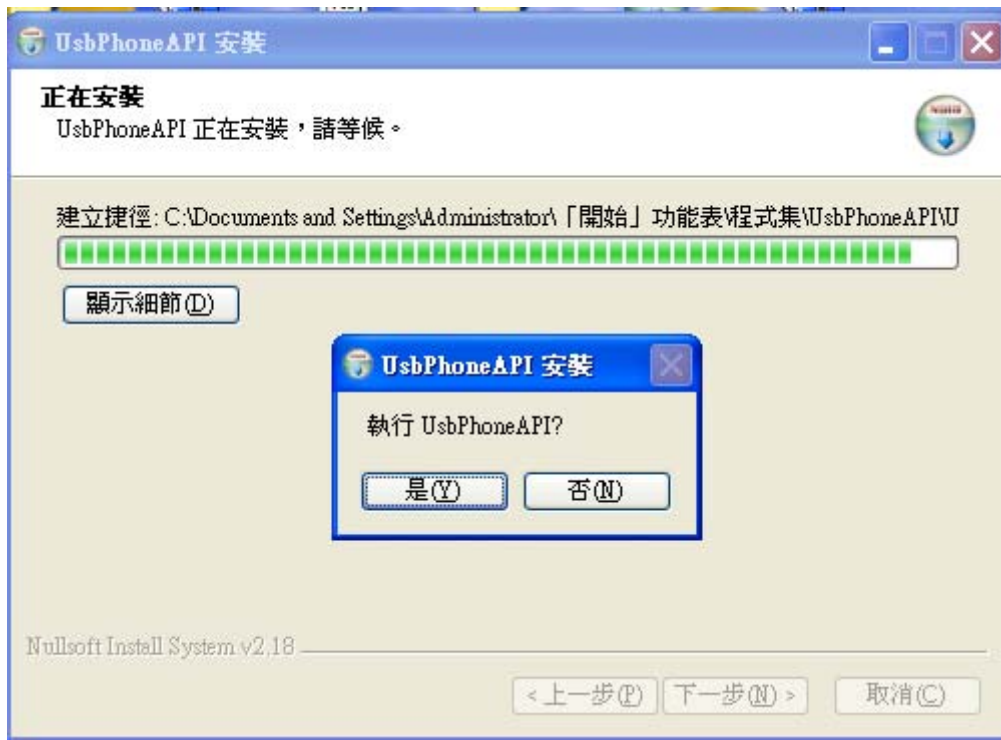 UsbPhoneAPI 安裝
正在安裝
UsbPhoneAPI 正在安裝，請等候。
建立捷徑: C:\Documents and Settings\Administrator\「開始」功能表\程式集\UsbPhoneAPI\U
顯示細節(D)
UsbPhoneAPI 安裝
執行 UsbPhoneAPI?
是(Y) 否(N)
Nullsoft Install System v2.18
<上一步(P) 下一步(N)> 取消(C)